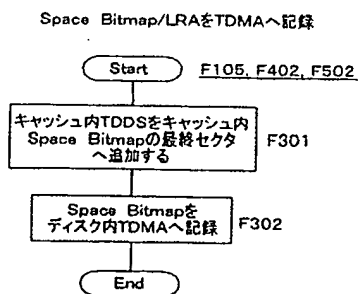 Space Bitmap/LRAをTDMAへ記録
Start
F105, F402, F502
キャッシュ内TDDSをキャッシュ内
Space Bitmapの最終セクタ
へ追加する
F301
Space Bitmapを
ディスク内TDMAへ記録
F302
End